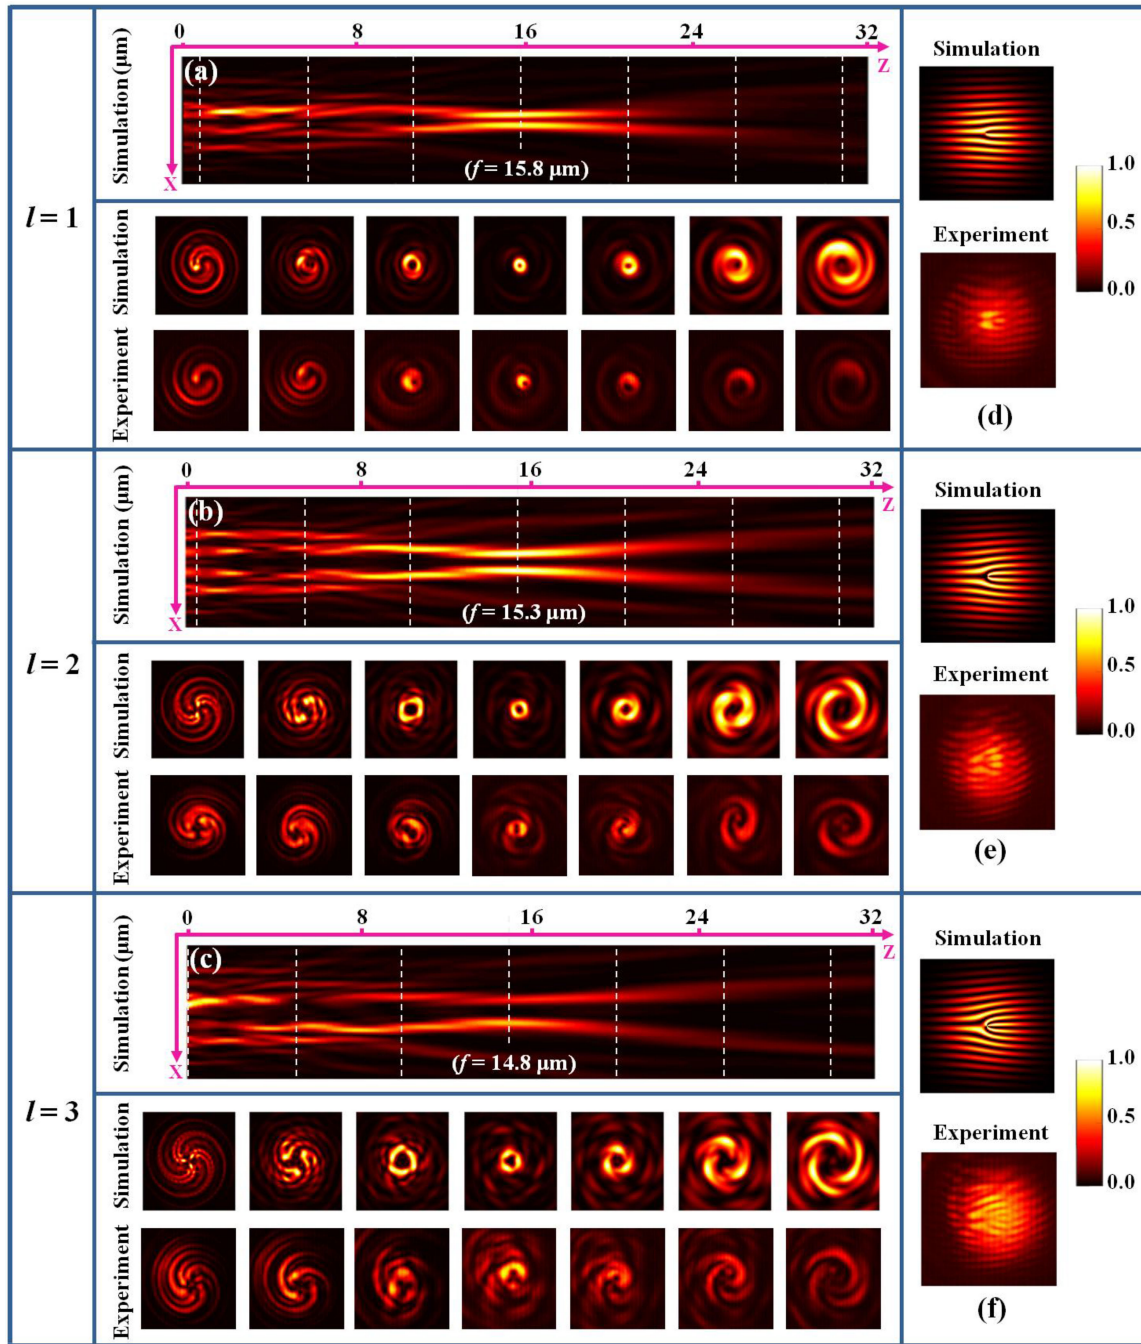 0 8 16 24 32
Simulation (µm)
(a)
Z
X
(f = 15.8 µm)
l = 1
Simulation
Experiment
Simulation
Experiment
1.0
0.5
0.0
(d)
0 8 16 24 32
Simulation (µm)
(b)
Z
X
(f = 15.3 µm)
l = 2
Simulation
Experiment
Simulation
Experiment
1.0
0.5
0.0
(e)
0 8 16 24 32
Simulation (µm)
(c)
Z
X
(f = 14.8 µm)
l = 3
Simulation
Experiment
Simulation
Experiment
1.0
0.5
0.0
(f)